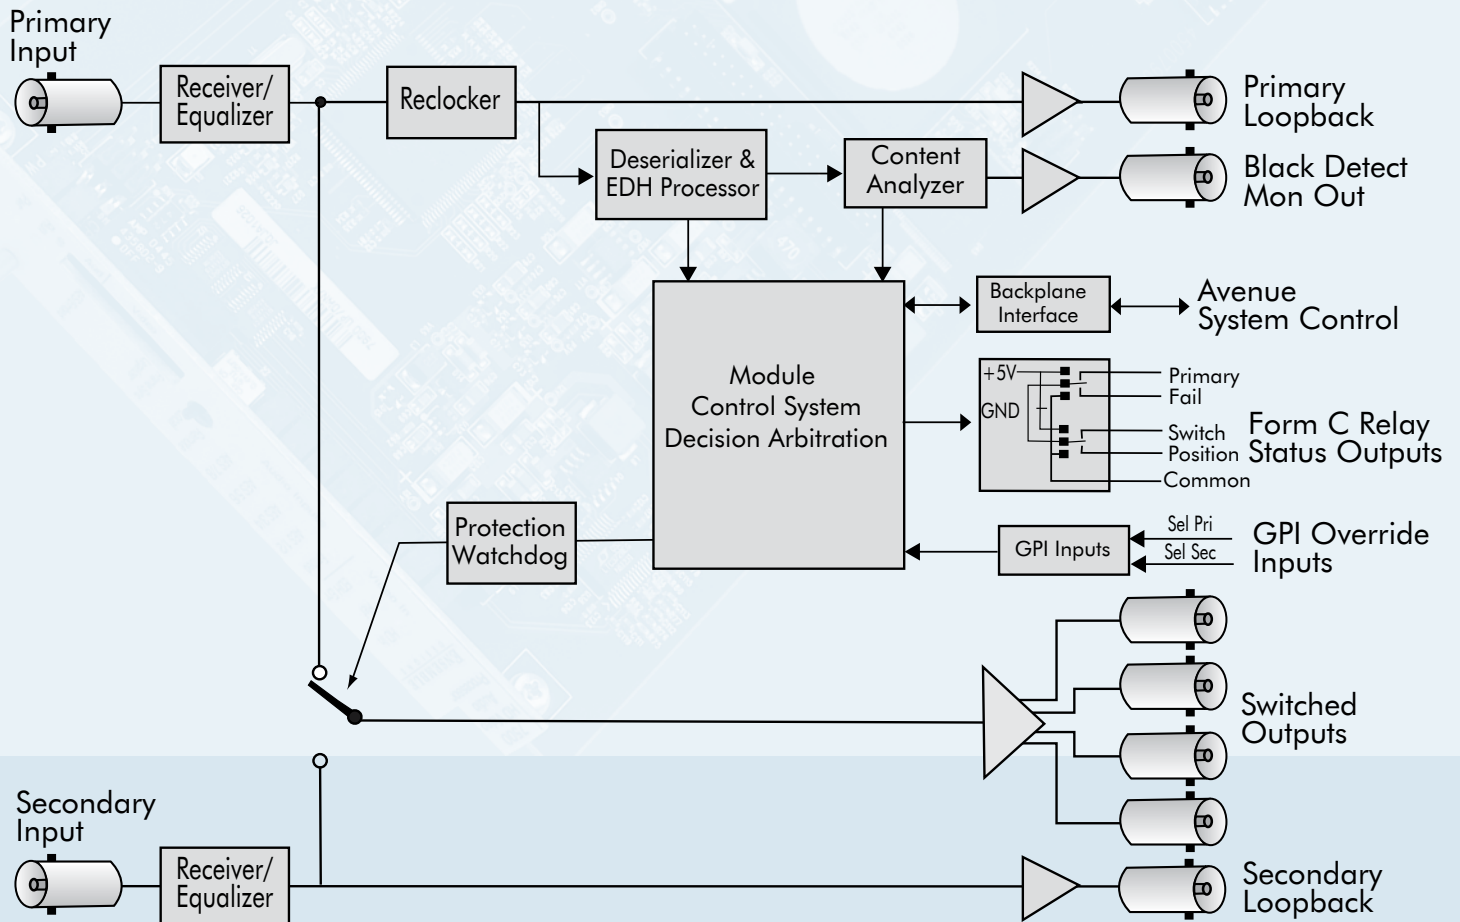 Primary
Input
Receiver/
Equalizer
Reclocker
Primary
Loopback
Deserializer &
EDH Processor
Content
Analyzer
Black Detect
Mon Out
Module
Control System
Decision Arbitration
Backplane
Interface
Avenue
System Control
+5V
GND
Primary
Fail
Switch
Position
Common
Form C Relay
Status Outputs
Protection
Watchdog
GPI Inputs
Sel Pri
Sel Sec
GPI Override
Inputs
Switched
Outputs
Secondary
Input
Receiver/
Equalizer
Secondary
Loopback